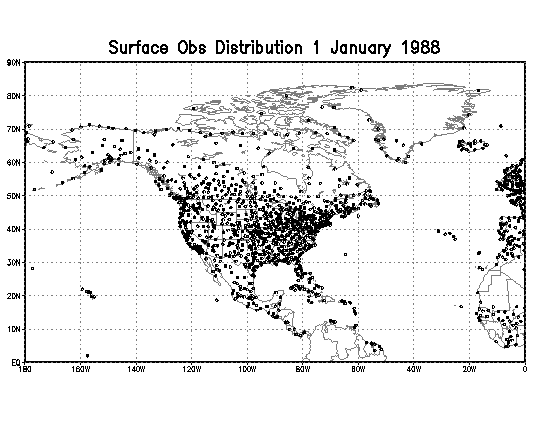 Surface Obs Distribution 1 January 1988
90N
80N
70N
60N
50N
40N
30N
20N
10N
EQ
180 160W 140W 120W 100W 80W 60W 40W 20W 0